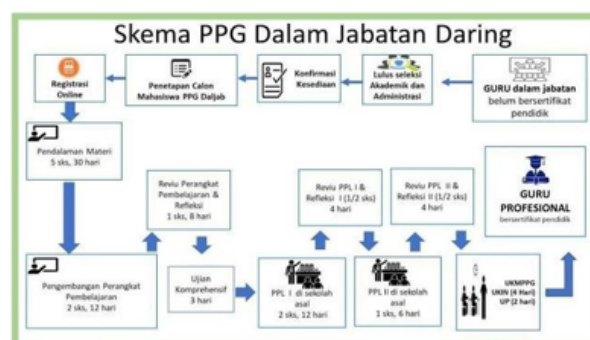 Skema PPG Dalam Jabatan Daring
Registrasi
Online
Penetapan Calon
Mahasiswa PPG Daljab
Konfirmasi
Kesediaan
Lulus seleksi
Akademik dan
Administrasi
GURU dalam jabatan
belum bersertifikat
pendidik
Pendalaman Materi
5 sks, 30 hari
Reviu Perangkat
Pembelajaran &
Refleksi
1 sks, 8 hari
Reviu PPL I &
Refleksi I (1/2 sks)
4 hari
Reviu PPL II &
Refleksi II (1/2 sks)
4 hari
GURU
PROFESIONAL
bersertifikat pendidik
Pengembangan Perangkat
Pembelajaran
2 sks, 12 hari
Ujian
Komprehensif
3 hari
PPL I di sekolah
asal
2 sks, 12 hari
PPL II di sekolah
asal
1 sks, 6 hari
UKMPPG
UKIN (4 Hari)
UP (2 hari)